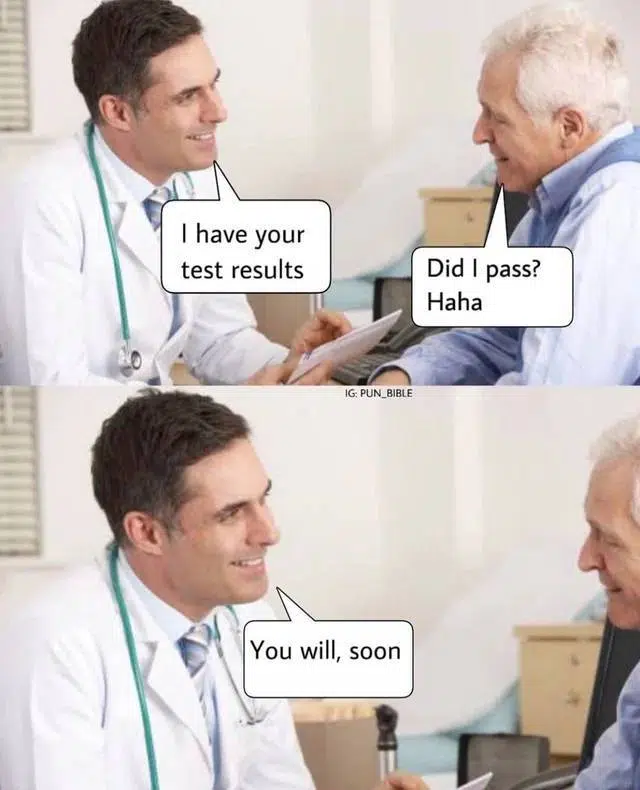 I have your
test results
Did I pass?
Haha
IG: PUN_BIBLE
You will, soon